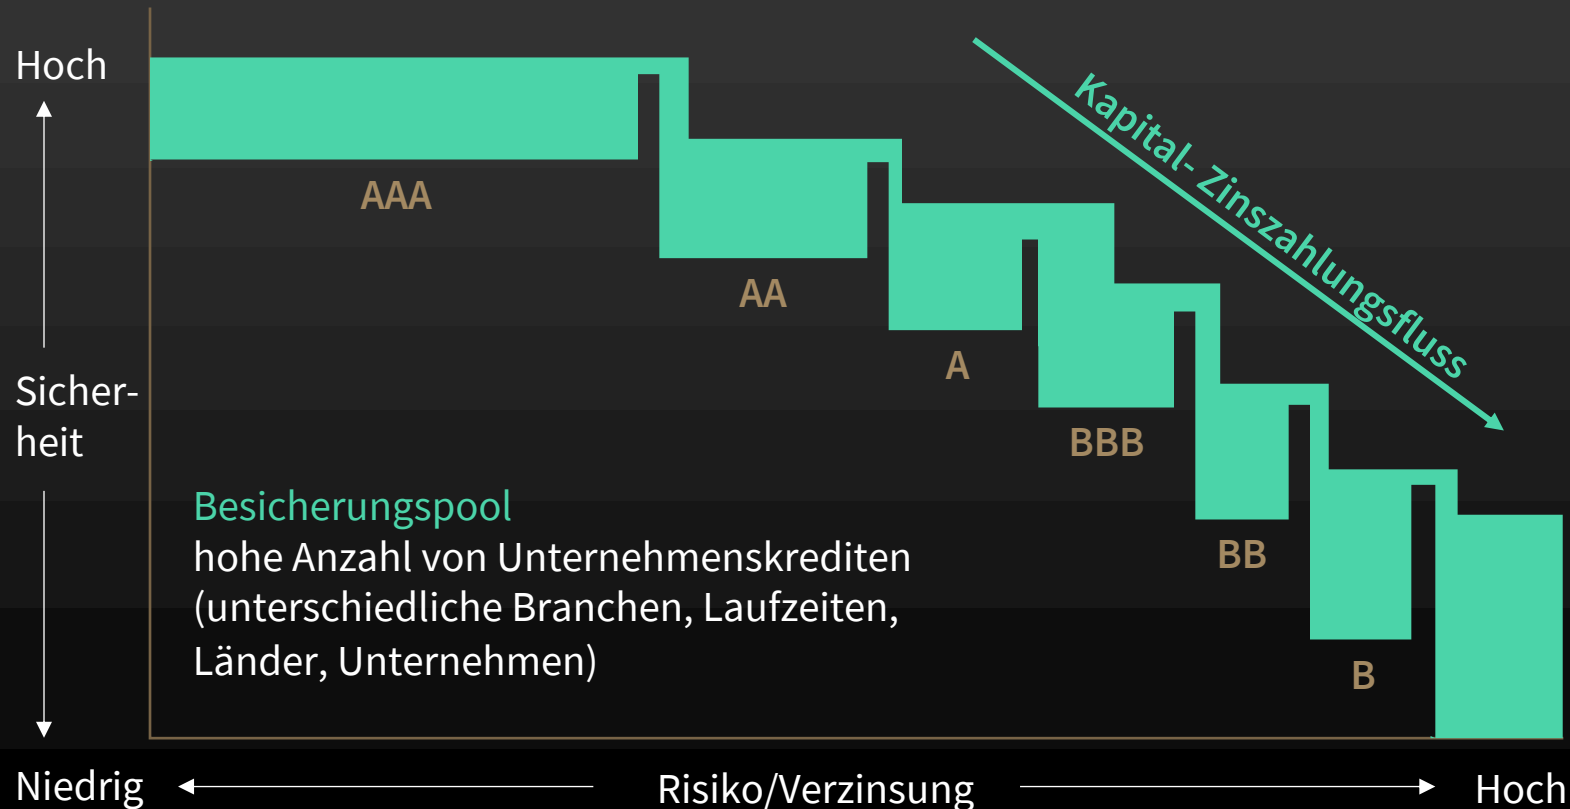 Hoch
Kapital- Zinszahlungsfluss
AAA
AA
A
Sicher-
heit
BBB
Besicherungspool
hohe Anzahl von Unternehmenskrediten
(unterschiedliche Branchen, Laufzeiten,
Länder, Unternehmen)
BB
B
Niedrig
Risiko/Verzinsung
Hoch